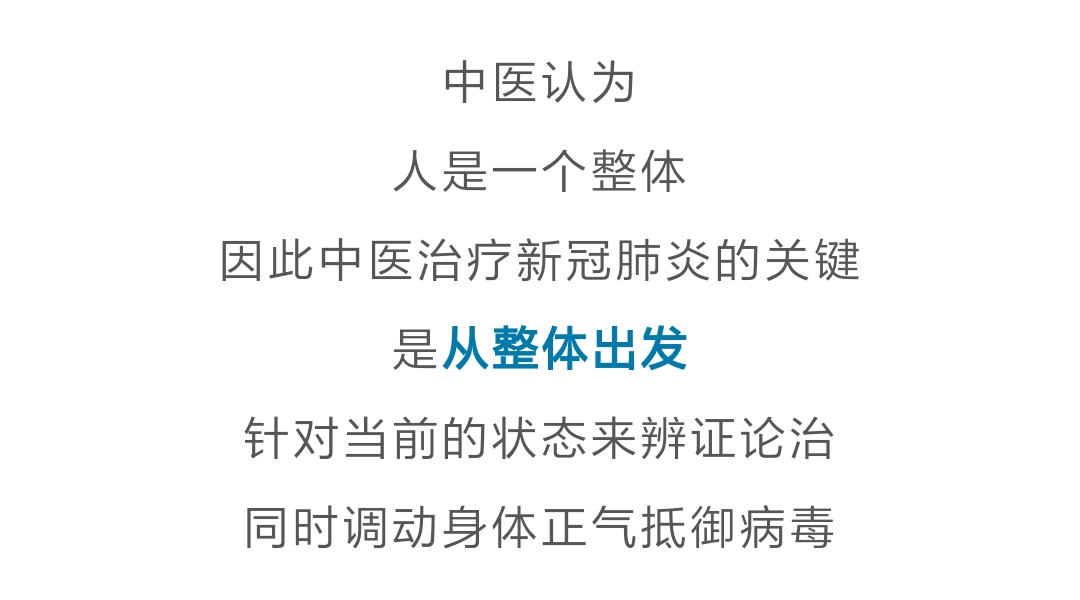 中医认为
人是一个整体
因此中医治疗新冠肺炎的关键
是从整体出发
针对当前的状态来辨证论治
同时调动身体正气抵御病毒